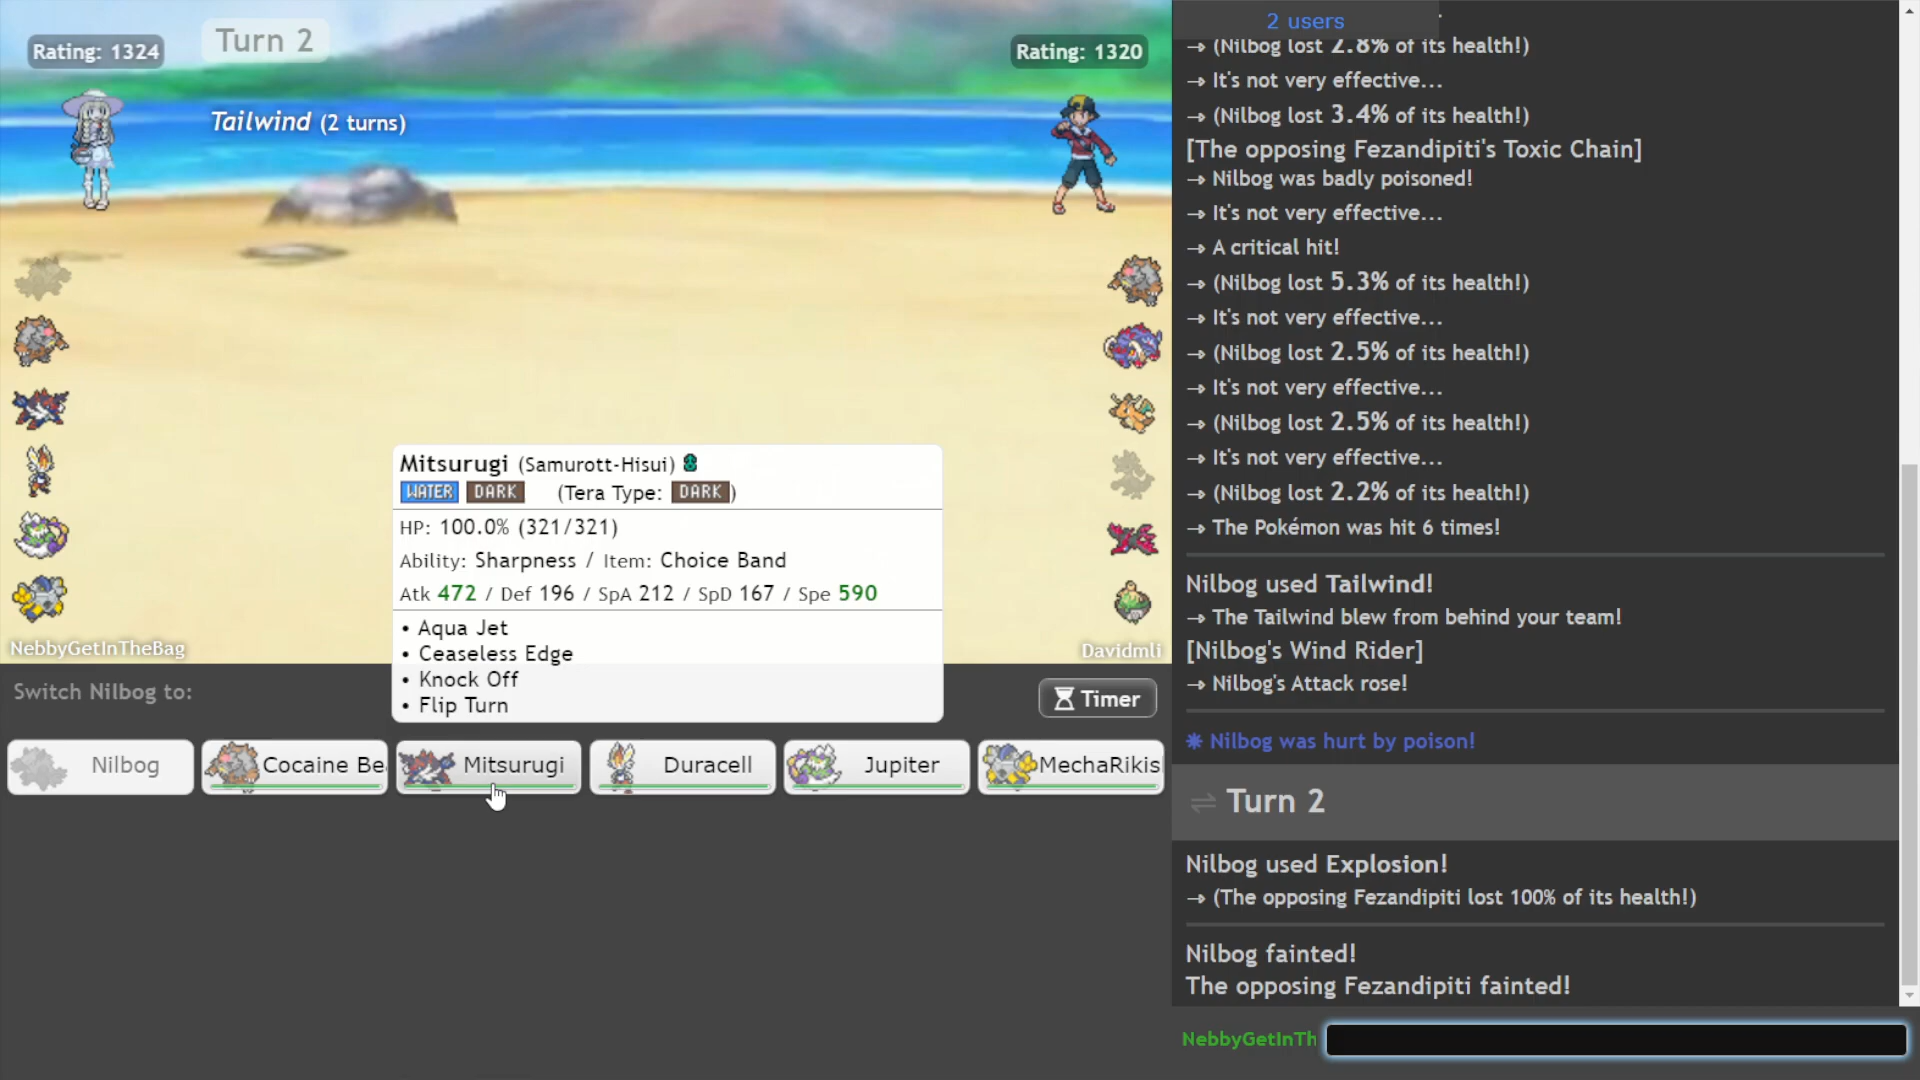 Rating: 1324
Turn 2
Rating: 1320
Tailwind (2 turns)
Mitsurugi (Samurott-Hisui)
WATER DARK (Tera Type: DARK)
HP: 100.0% (321/321)
Ability: Sharpness / Item: Choice Band
Atk 472 / Def 196 / SpA 212 / SpD 167 / Spe 590
• Aqua Jet
• Ceaseless Edge
• Knock Off
• Flip Turn
NebbyGetInTheBag
Davidmli
Switch Nilbog to:
Timer
Nilbog
Cocaine Be
Mitsurugi
Duracell
Jupiter
MechaRikis
2 users
→ (Nilbog lost 2.8% of its health!)
→ It's not very effective...
→ (Nilbog lost 3.4% of its health!)
[The opposing Fezandipiti's Toxic Chain]
→ Nilbog was badly poisoned!
→ It's not very effective...
→ A critical hit!
→ (Nilbog lost 5.3% of its health!)
→ It's not very effective...
→ (Nilbog lost 2.5% of its health!)
→ It's not very effective...
→ (Nilbog lost 2.5% of its health!)
→ It's not very effective...
→ (Nilbog lost 2.2% of its health!)
→ The Pokémon was hit 6 times!
Nilbog used Tailwind!
→ The Tailwind blew from behind your team!
[Nilbog's Wind Rider]
→ Nilbog's Attack rose!
Nilbog was hurt by poison!
Turn 2
Nilbog used Explosion!
→ (The opposing Fezandipiti lost 100% of its health!)
Nilbog fainted!
The opposing Fezandipiti fainted!
NebbyGetInTh